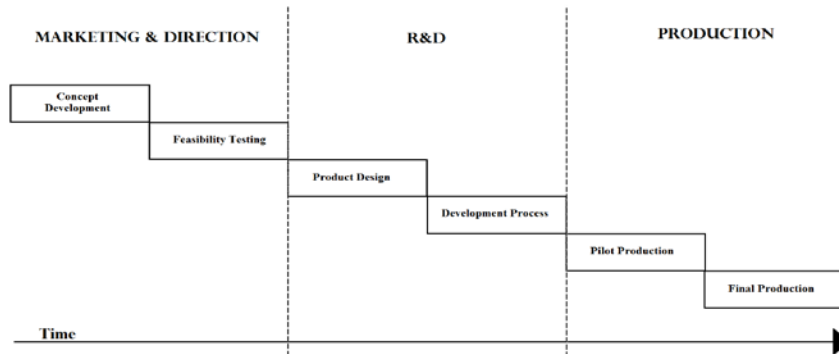 MARKETING & DIRECTION
R&D
PRODUCTION
Concept
Development
Feasibility Testing
Product Design
Development Process
Pilot Production
Final Production
Time